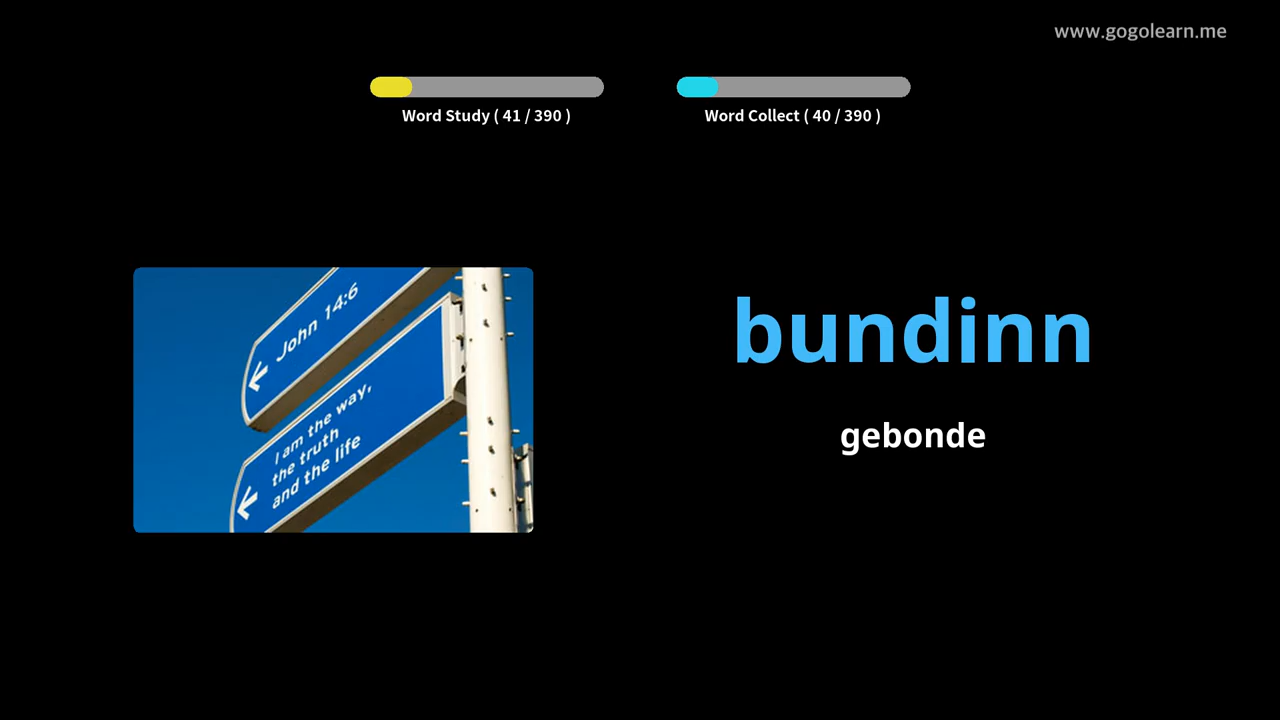 www.gogolearn.me
Word Study ( 41 / 390 )
Word Collect ( 40 / 390 )
John 14:6
I am the way,
the truth
and the life
bundinn
gebonde